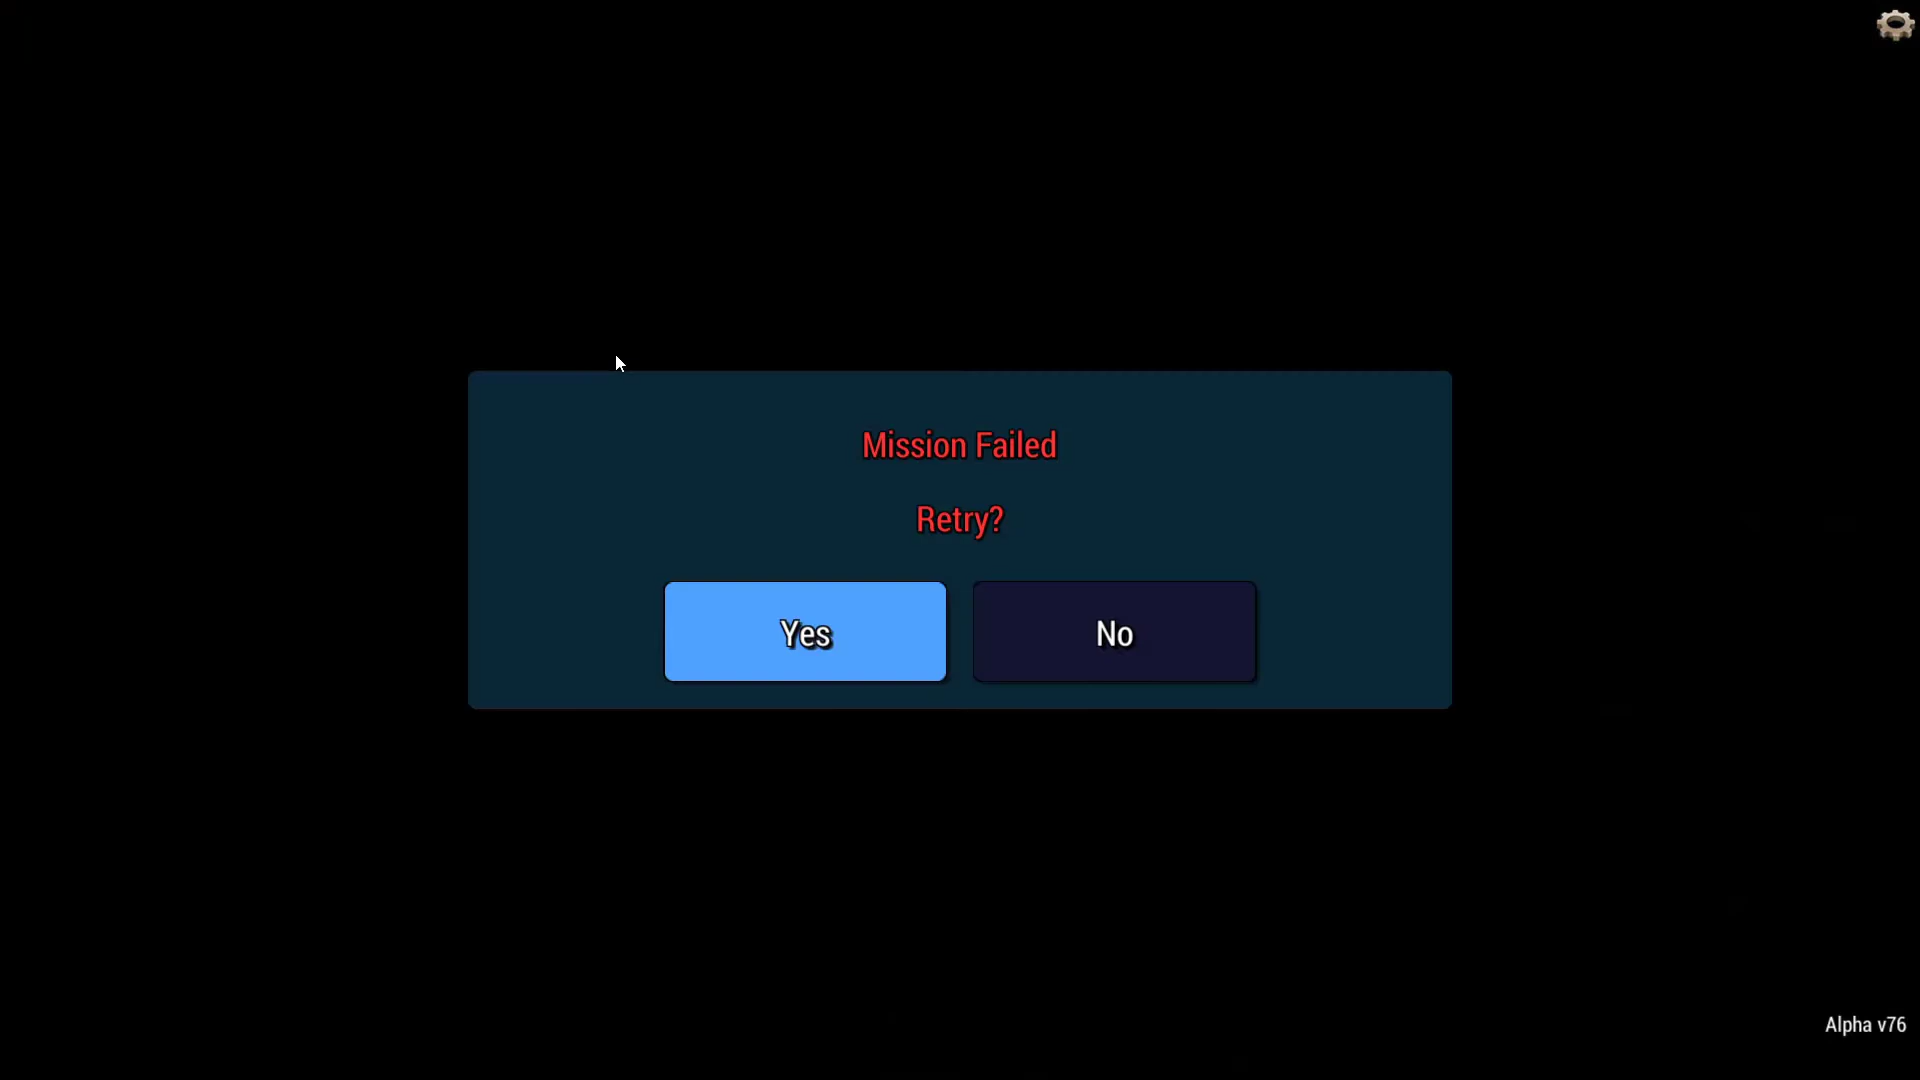 Mission Failed
Retry?
Yes
No
Alpha v76